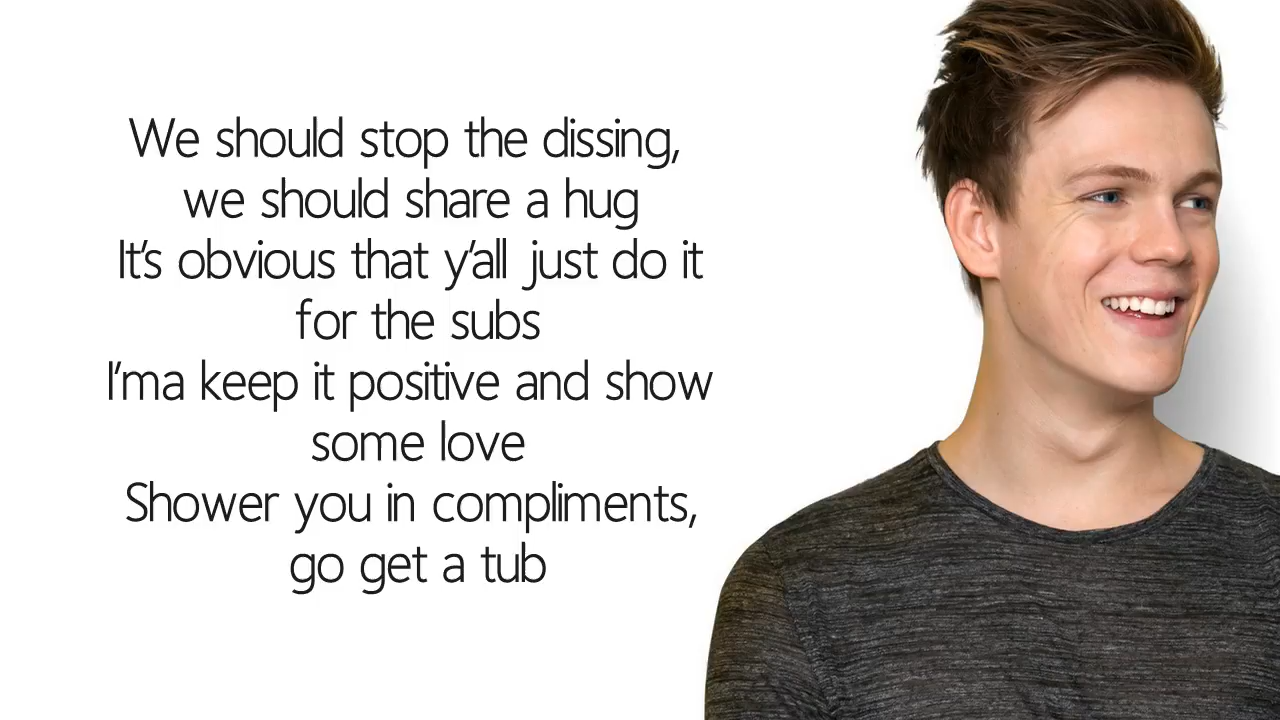 We should stop the dissing,
we should share a hug
It's obvious that y'all just do it
for the subs
I'ma keep it positive and show
some love
Shower you in compliments,
go get a tub